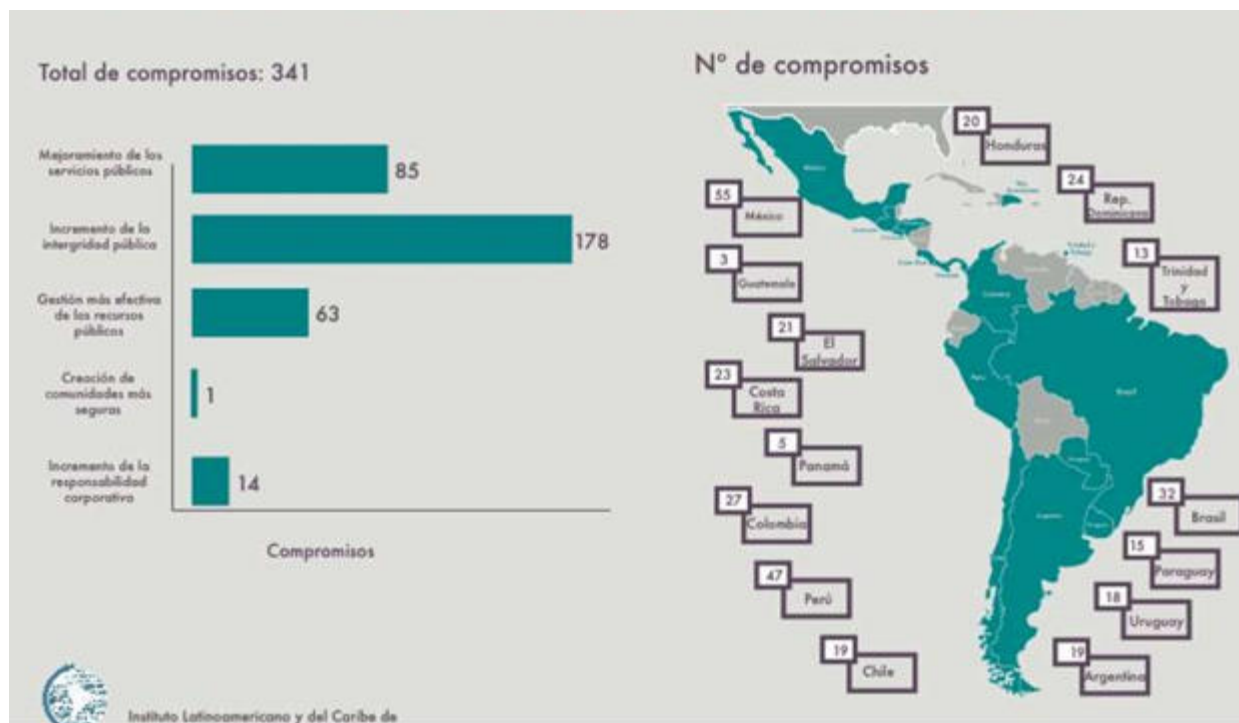 Total de compromisos: 341
Mejoramiento de los
servicios públicos
85
Incremento de la
intergridad pública
178
Gestión más efectiva
de los recursos
públicos
63
Creación de
comunidades más
seguras
1
Incremento de la
responsabilidad
corporativa
14
Compromisos
Instituto Latinoamericano y del Caribe de
N° de compromisos
20
Honduras
24
Rep.
Dominicana
55
México
13
Trinidad
y
Tobago
3
Guatemala
21
El
Salvador
23
Costa
Rica
5
Panamá
27
Colombia
32
Brasil
15
Paraguay
47
Perú
18
Uruguay
19
Chile
19
Argentina
México
Colombia
Perú
Brasil